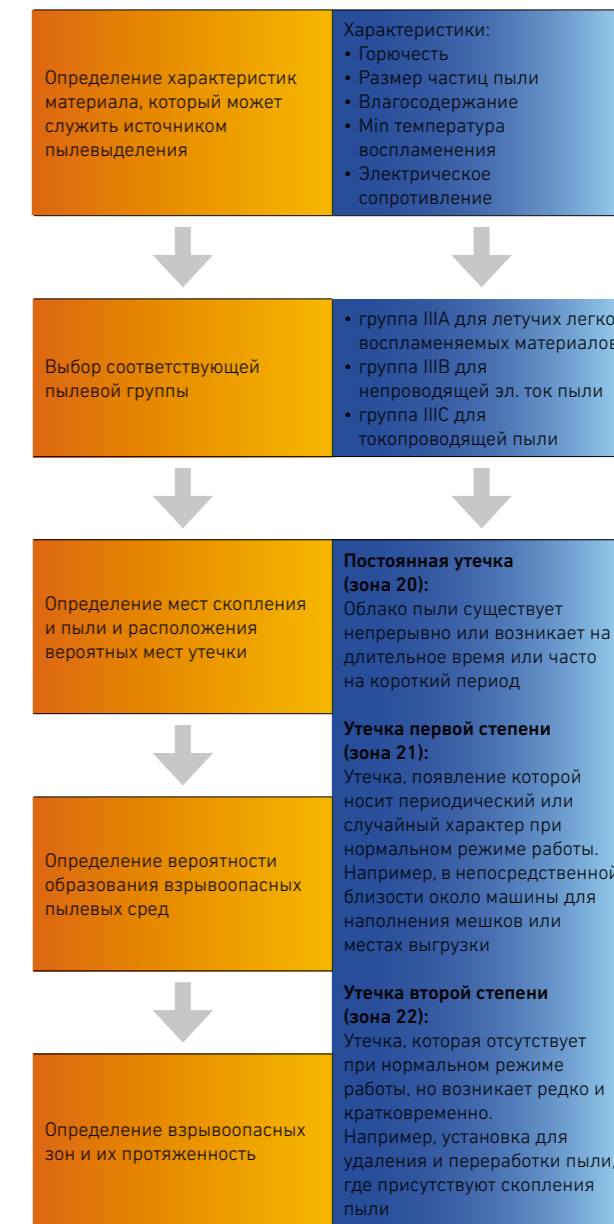 Определение характеристик
материала, который может
служить источником
пылевыделения
Характеристики:
• Горючесть
• Размер частиц пыли
• Влагосодержание
• Min температура
воспламенения
• Электрическое
сопротивление
Выбор соответствующей
пылевой группы
• группа IIIA для летучих легко
воспламеняемых материалов
• группа IIIB для
непроводящей эл. ток пыли
• группа IIIC для
токопроводящей пыли
Определение мест скопления
и пыли и расположения
вероятных мест утечки
Определение вероятности
образования взрывоопасных
пылевых сред
Определение взрывоопасных
зон и их протяженность
Постоянная утечка
(зона 20):
Облако пыли существует
непрерывно или возникает на
длительное время или часто
на короткий период
Утечка первой степени
(зона 21):
Утечка, появление которой
носит периодический или
случайный характер при
нормальном режиме работы.
Например, в непосредственной
близости около машины для
наполнения мешков или
местах выгрузки
Утечка второй степени
(зона 22):
Утечка, которая отсутствует
при нормальном режиме
работы, но возникает редко и
кратковременно.
Например, установка для
удаления и переработки пыли,
где присутствуют скопления
пыли